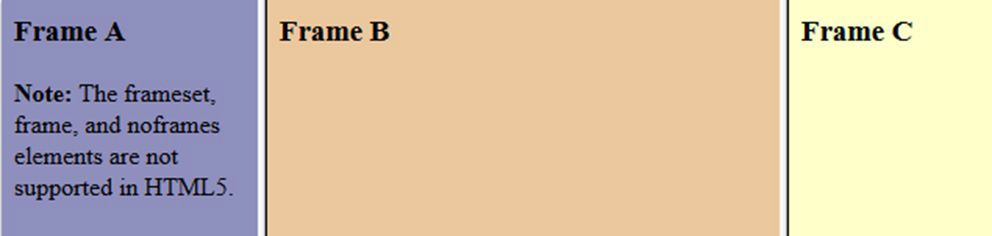 Frame A
Note: The frameset,
frame, and noframes
elements are not
supported in HTML5.
Frame B
Frame C